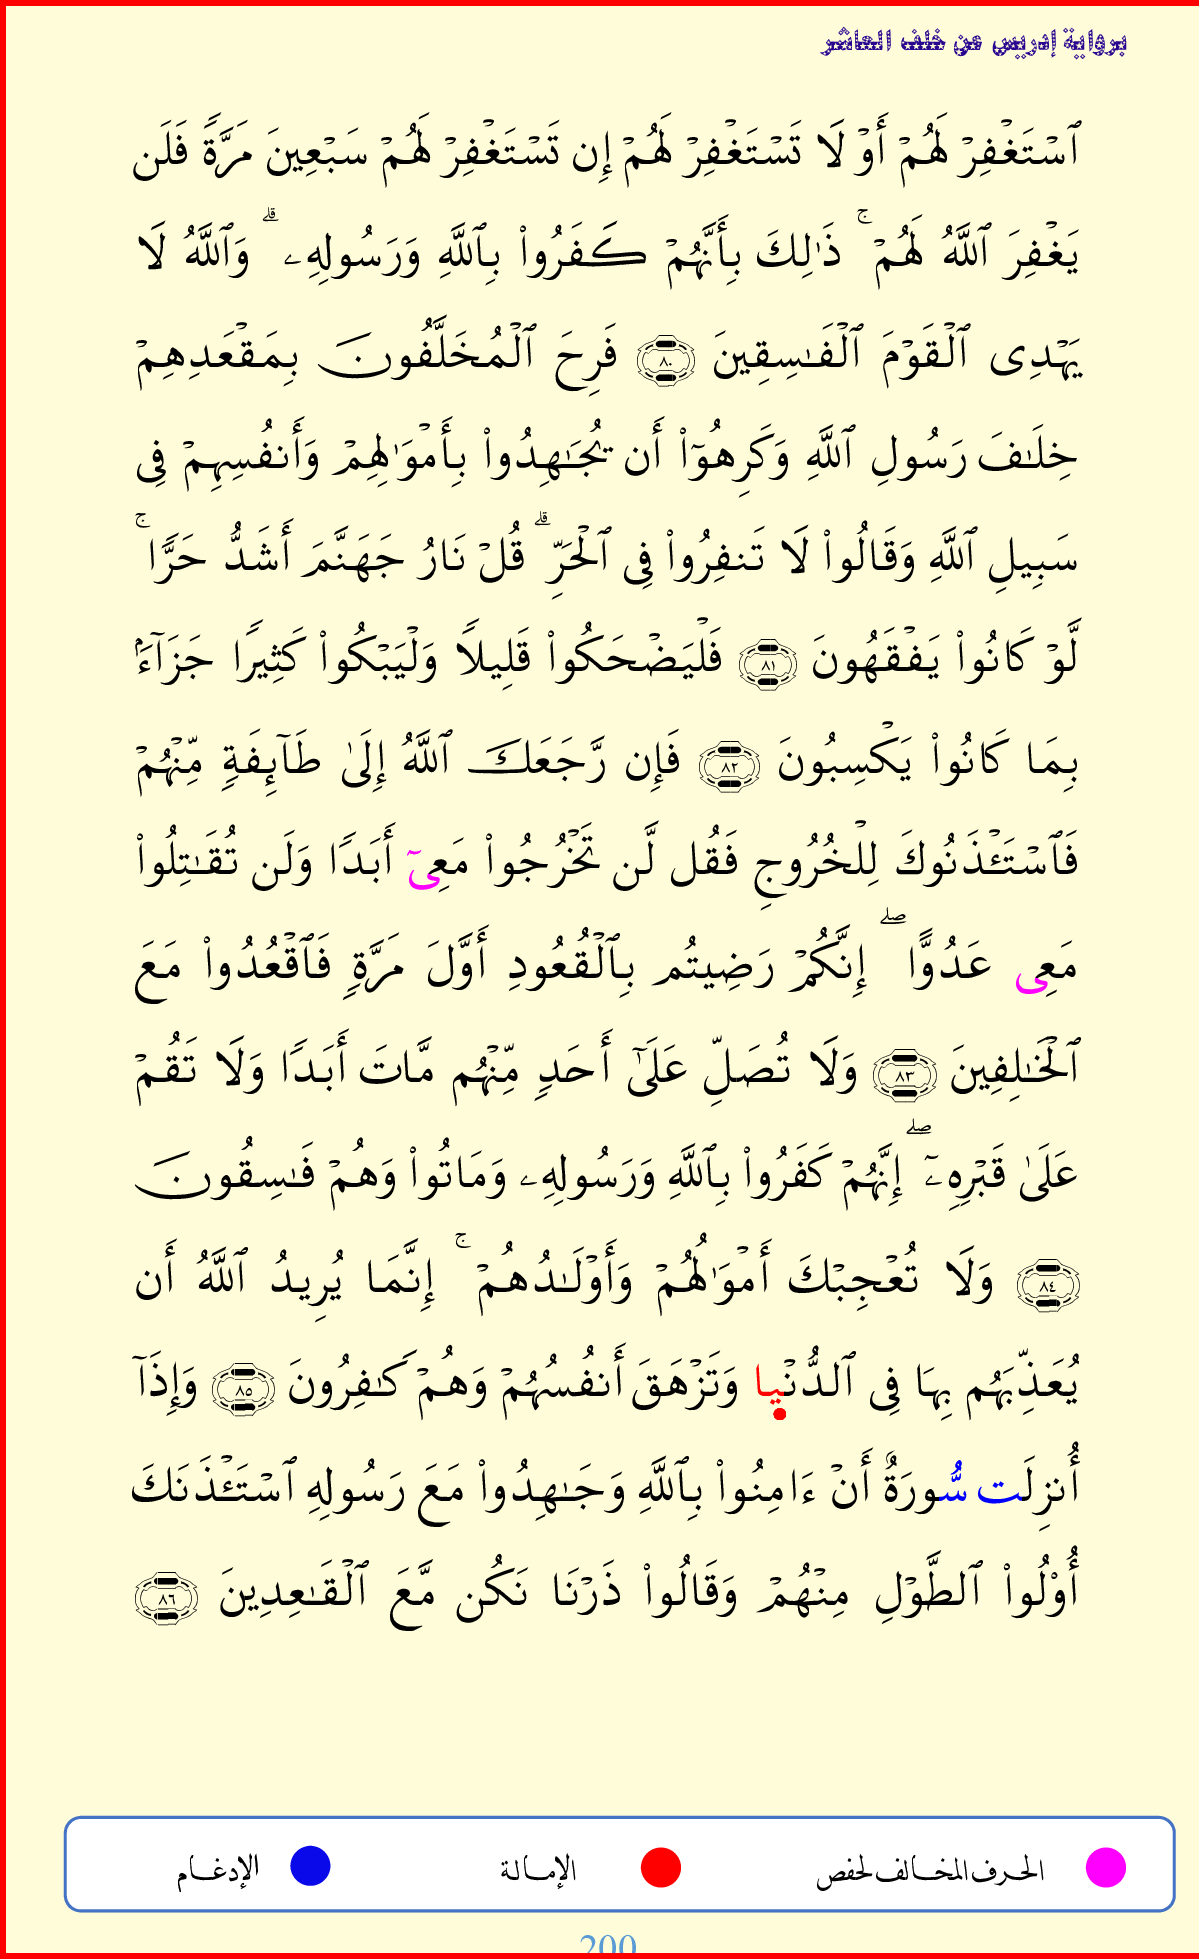 برواية إدريس عن خلف العاشر
ٱسۡتَغۡفِرۡ لَهُمۡ أَوۡ لَا تَسۡتَغۡفِرۡ لَهُمۡ إِن تَسۡتَغۡفِرۡ لَهُمۡ سَبۡعِينَ مَرَّةٗ فَلَن
يَغۡفِرَ ٱللَّهُ لَهُمۡۚ ذَٰلِكَ بِأَنَّهُمۡ كَفَرُواْ بِٱللَّهِ وَرَسُولِهِۦۗ وَٱللَّهُ لَا
يَهۡدِي ٱلۡقَوۡمَ ٱلۡفَٰسِقِينَ ٨٠ فَرِحَ ٱلۡمُخَلَّفُونَ بِمَقۡعَدِهِمۡ
خِلَٰفَ رَسُولِ ٱللَّهِ وَكَرِهُوٓاْ أَن يُجَٰهِدُواْ بِأَمۡوَٰلِهِمۡ وَأَنفُسِهِمۡ فِي
سَبِيلِ ٱللَّهِ وَقَالُواْ لَا تَنفِرُواْ فِي ٱلۡحَرِّۗ قُلۡ نَارُ جَهَنَّمَ أَشَدُّ حَرّٗاۚ
لَّوۡ كَانُواْ يَفۡقَهُونَ ٨١ فَلۡيَضۡحَكُواْ قَلِيلٗا وَلۡيَبۡكُواْ كَثِيرٗا جَزَآءَۢ
بِمَا كَانُواْ يَكۡسِبُونَ ٨٢ فَإِن رَّجَعَكَ ٱللَّهُ إِلَىٰ طَآئِفَةٖ مِّنۡهُمۡ
فَٱسۡتَـٔۡذَنُوكَ لِلۡخُرُوجِ فَقُل لَّن تَخۡرُجُواْ مَعِيٓ أَبَدٗا وَلَن تُقَٰتِلُواْ
مَعِي عَدُوًّاۖ إِنَّكُمۡ رَضِيتُم بِٱلۡقُعُودِ أَوَّلَ مَرَّةٖ فَٱقۡعُدُواْ مَعَ
ٱلۡخَٰلِفِينَ ٨٣ وَلَا تُصَلِّ عَلَىٰٓ أَحَدٖ مِّنۡهُم مَّاتَ أَبَدٗا وَلَا تَقُمۡ
عَلَىٰ قَبۡرِهِۦٓۖ إِنَّهُمۡ كَفَرُواْ بِٱللَّهِ وَرَسُولِهِۦ وَمَاتُواْ وَهُمۡ فَٰسِقُونَ
٨٤ وَلَا تُعۡجِبۡكَ أَمۡوَٰلُهُمۡ وَأَوۡلَٰدُهُمۡۚ إِنَّمَا يُرِيدُ ٱللَّهُ أَن
يُعَذِّبَهُم بِهَا فِي ٱلدُّنۡيا وَتَزۡهَقَ أَنفُسُهُمۡ وَهُمۡ كَٰفِرُونَ ٨٥ وَإِذَآ
أُنزِلَت سُّورَةٌ أَنۡ ءَامِنُواْ بِٱللَّهِ وَجَٰهِدُواْ مَعَ رَسُولِهِ ٱسۡتَـٔۡذَنَكَ
أُوْلُواْ ٱلطَّوۡلِ مِنۡهُمۡ وَقَالُواْ ذَرۡنَا نَكُن مَّعَ ٱلۡقَٰعِدِينَ ٨٦
الحرف المخالف لحفص الإمالة الإدغام
200